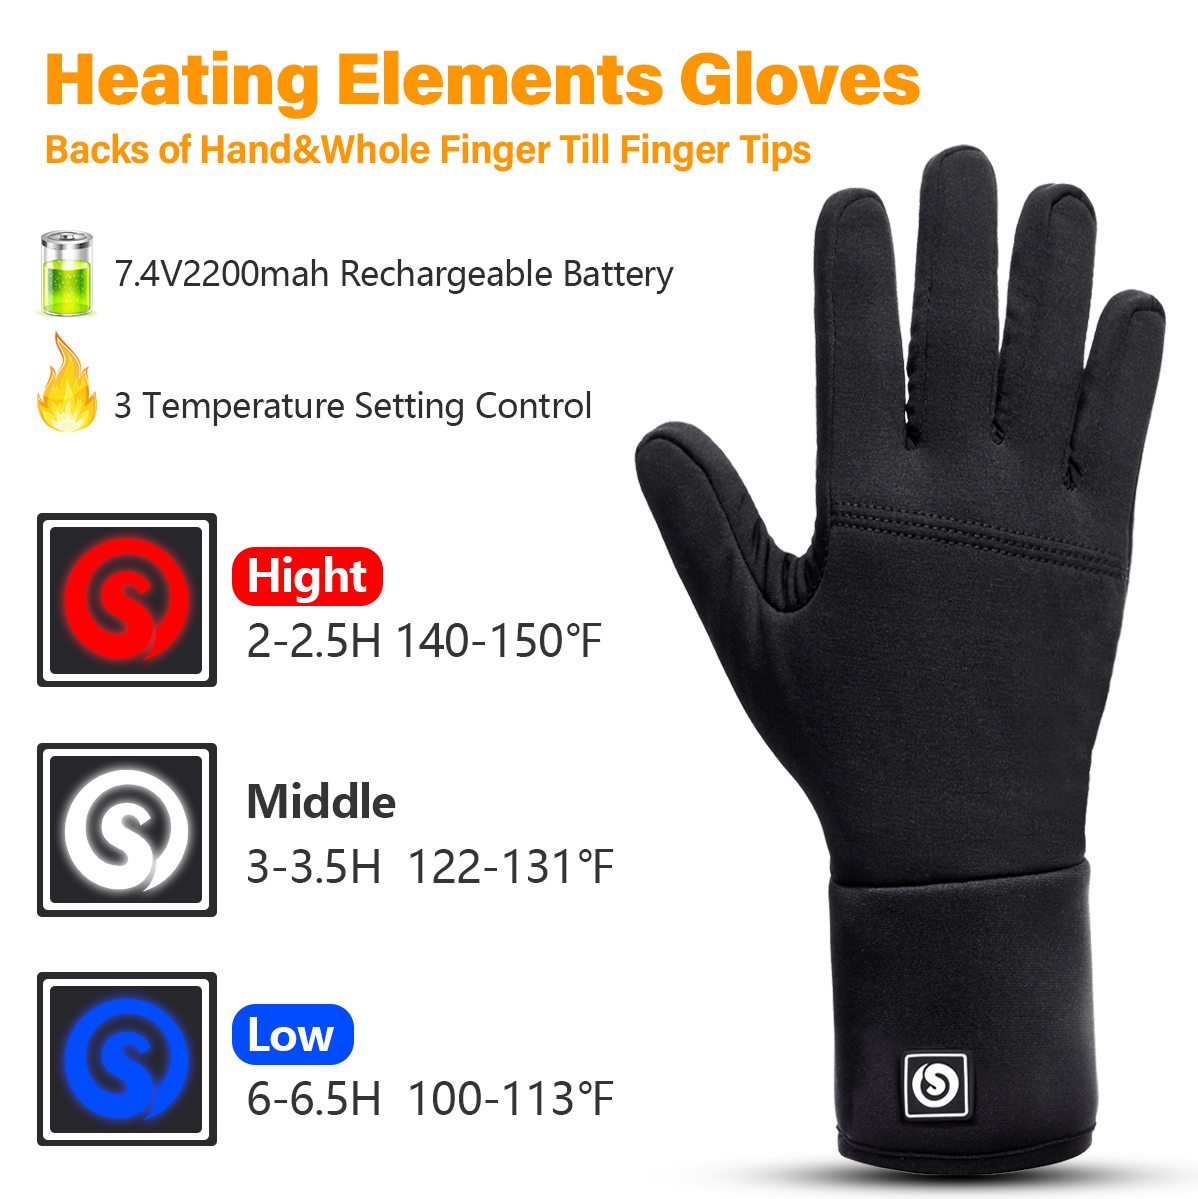 Heating Elements Gloves
Backs of Hand&Whole Finger Till Finger Tips
7.4V2200mah Rechargeable Battery
3 Temperature Setting Control
Hight
2-2.5H 140-150℉
Middle
3-3.5H 122-131℉
Low
6-6.5H 100-113℉